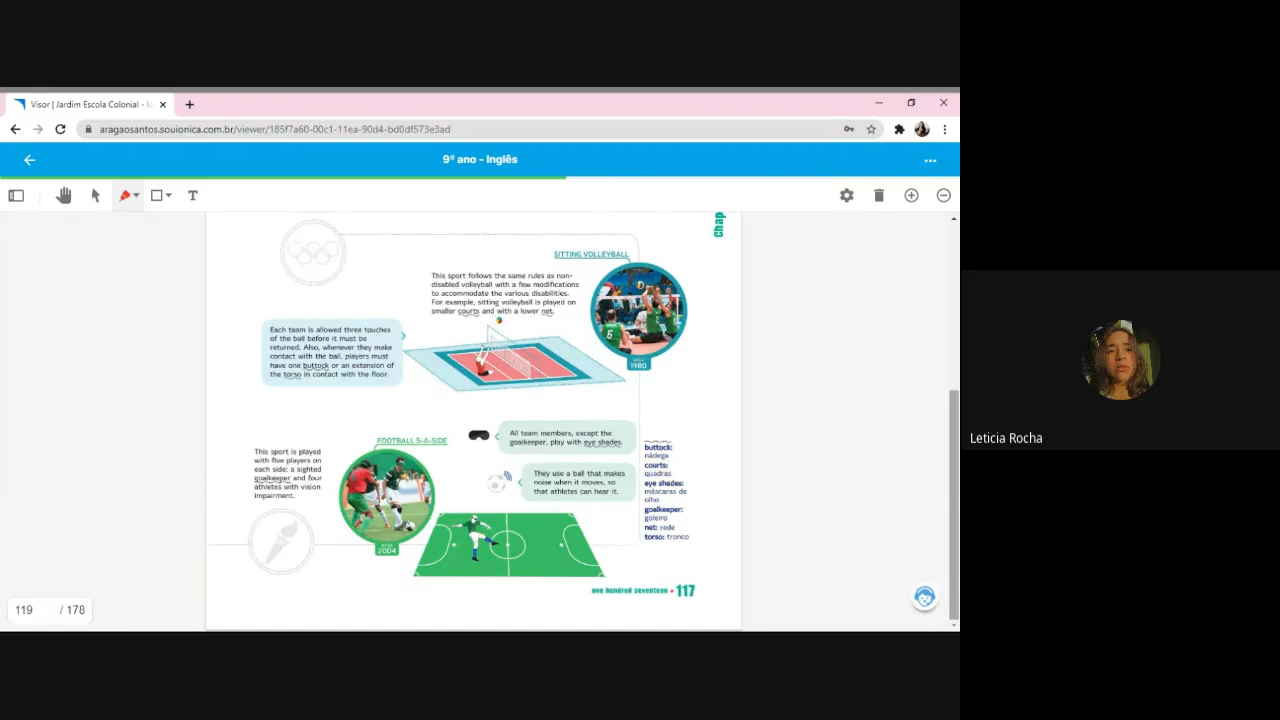 Visor | Jardim Escola Colonial - Io
aragaosantos.souionica.com.br/viewer/185f7a60-00c1-11ea-90d4-bd0df573e3ad
9º ano - Inglês
T
Chap
SITTING VOLLEYBALL
This sport follows the same rules as non-
disabled volleyball with a few modifications
to accommodate the various disabilities.
For example, sitting volleyball is played on
smaller courts and with a lower net.
Each team is allowed three touches
of the ball before it must be
returned. Also, whenever they make
contact with the ball, players must
have one buttock or an extension of
the torso in contact with the floor.
5
1980
FOOTBALL 5-A-SIDE
This sport is played
with five players on
each side: a sighted
goalkeeper and four
athletes with vision
impairment.
2004
All team members, except the
goalkeeper, play with eye shades.
They use a ball that makes
noise when it moves, so
that athletes can hear it.
buttock:
nádega
courts:
quadras
eye shades:
máscaras de
olho
goalkeeper:
goleiro
net: rede
torso: tronco
one hundred seventeen • 117
119 / 178
Leticia Rocha